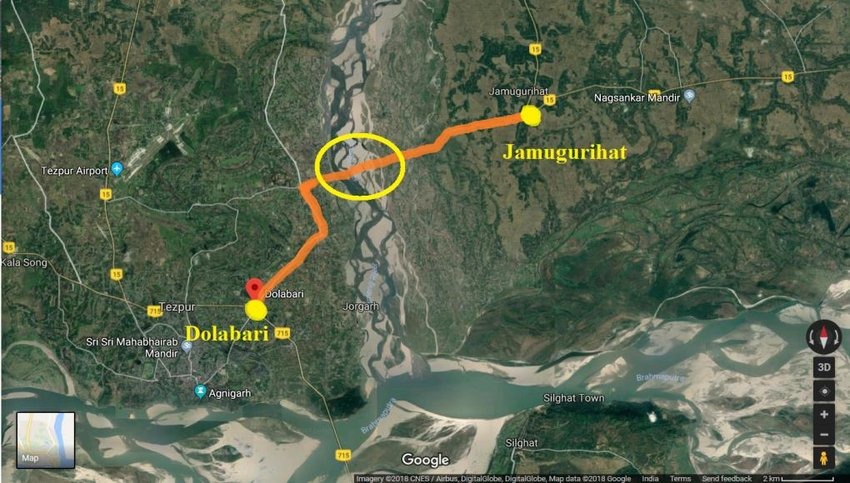 15
Jamugurihat
15
15
Nagsankar Mandir
Jamugurihat
Tezpur Airport
15
15
Kala Song
Dolabari
715
Tezpur
Jorgarh
Dolabari
715
Sri Sri Mahabhairab
Mandir
Agnigarh
Brahmaputra
Silghat Town
Brahmaputra
Silghat
715
3D
Map
Google
Imagery ©2018 CNES / Airbus, DigitalGlobe, DigitalGlobe, Map data ©2018 Google India Terms Send feedback 2 km